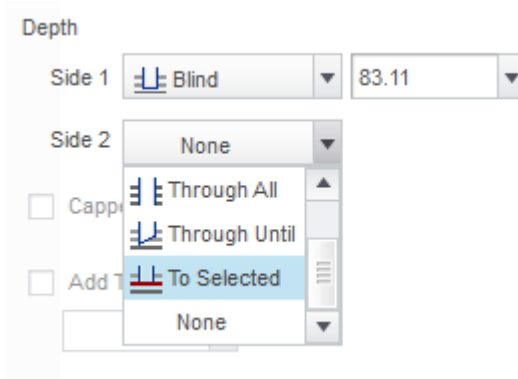 Depth
Side 1 Blind 83.11
Side 2 None
Through All
Through Until
To Selected
None